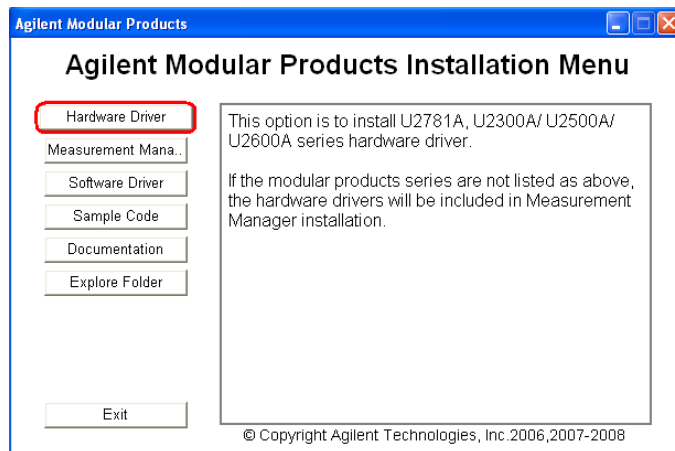 Agilent Modular Products
Agilent Modular Products Installation Menu
Hardware Driver
Measurement Mana..
Software Driver
Sample Code
Documentation
Explore Folder
Exit
This option is to install U2781A, U2300A/ U2500A/
U2600A series hardware driver.
If the modular products series are not listed as above,
the hardware drivers will be included in Measurement
Manager installation.
© Copyright Agilent Technologies, Inc.2006,2007-2008